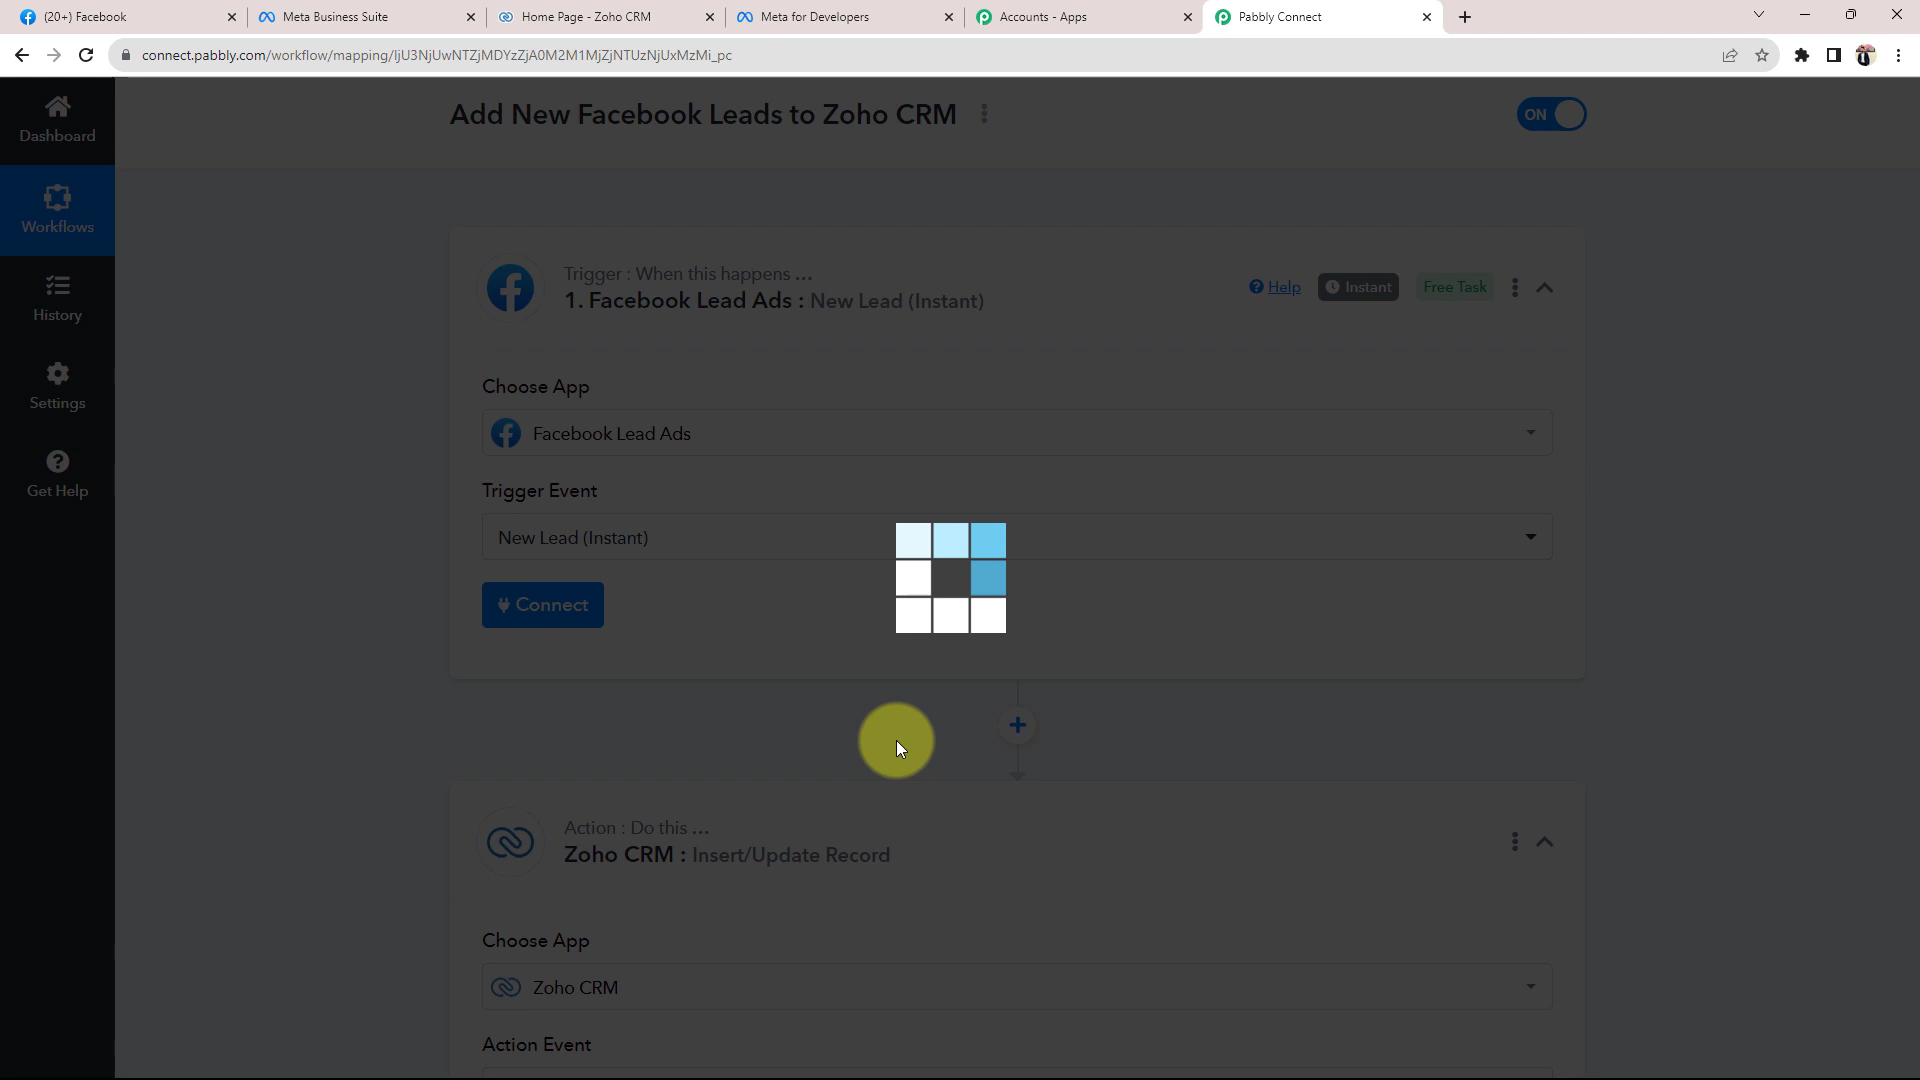 (20+) Facebook
Meta Business Suite
Home Page - Zoho CRM
Meta for Developers
Accounts - Apps
Pabbly Connect
connect.pabbly.com/workflow/mapping/IjU3NjUwNTZjMDYzZjA0M2M1MjZjNTUzNjUxMzMi_pc
Dashboard
Workflows
History
Settings
Get Help
Add New Facebook Leads to Zoho CRM
ON
Trigger : When this happens ...
1. Facebook Lead Ads : New Lead (Instant)
Help
Instant
Free Task
Choose App
Facebook Lead Ads
Trigger Event
New Lead (Instant)
Connect
Action : Do this ...
Zoho CRM : Insert/Update Record
Choose App
Zoho CRM
Action Event